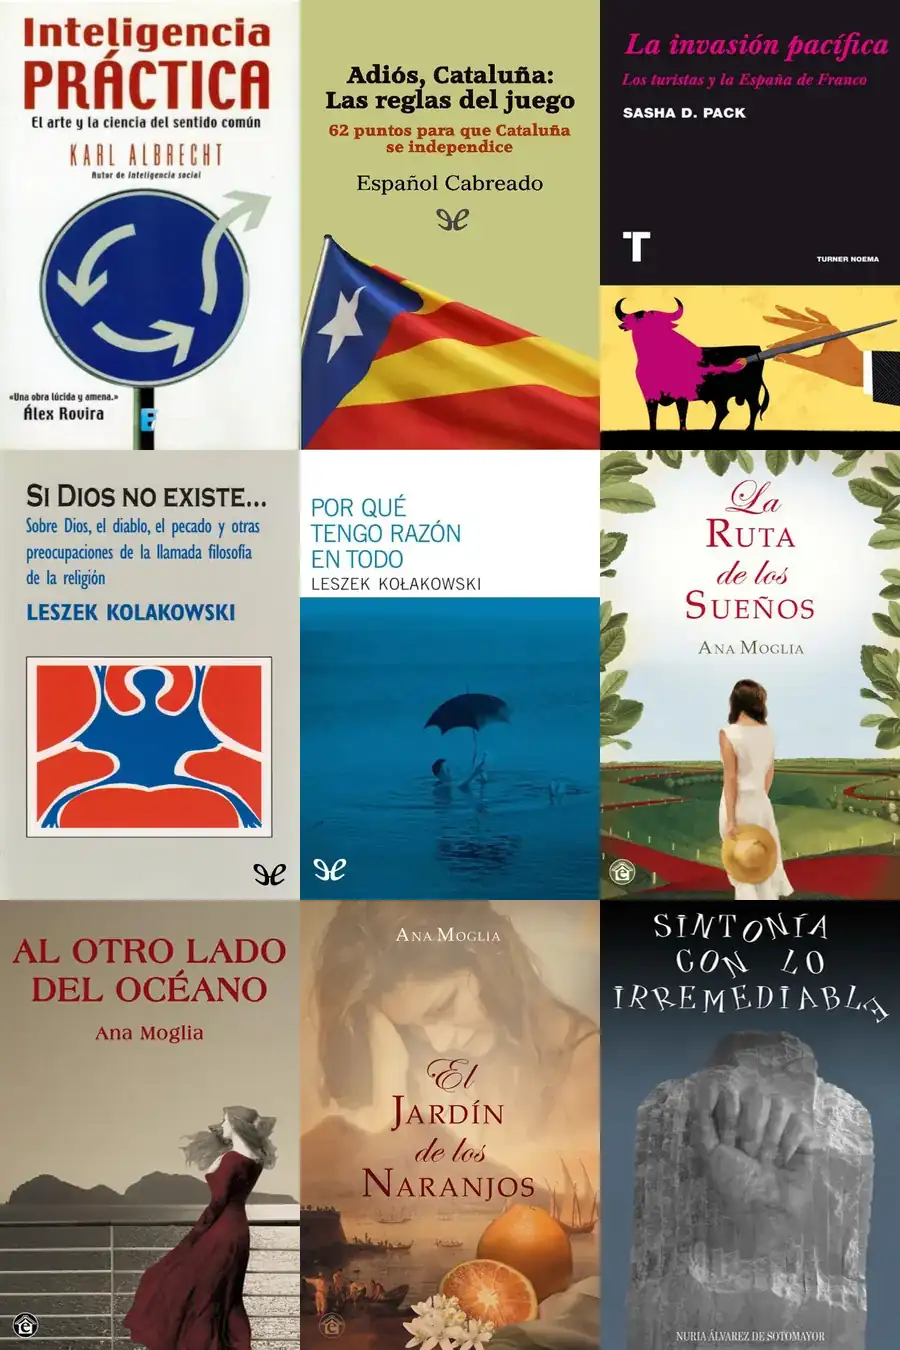 Inteligencia
PRÁCTICA
El arte y la ciencia del sentido común
KARL ALBRECHT
Autor de Inteligencia social
«Una obra lúcida y amena.»
Álex Rovira
Adiós, Cataluña:
Las reglas del juego
62 puntos para que Cataluña
se independice
Español Cabreado
La invasión pacífica
Los turistas y la España de Franco
SASHA D. PACK
T
TURNER NOEMA
SI DIOS NO EXISTE...
Sobre Dios, el diablo, el pecado y otras
preocupaciones de la llamada filosofía
de la religión
LESZEK KOLAKOWSKI
POR QUÉ
TENGO RAZÓN
EN TODO
LESZEK KOŁAKOWSKI
La
RUTA
de los
SUEÑOS
ANA MOGLIA
AL OTRO LADO
DEL OCÉANO
Ana Moglia
ANA MOGLIA
El
JARDÍN
de los
NARANJOS
SINTONÍA
CON LO
IRREMEDIABLE
NURIA ÁLVAREZ DE SOTOMAYOR